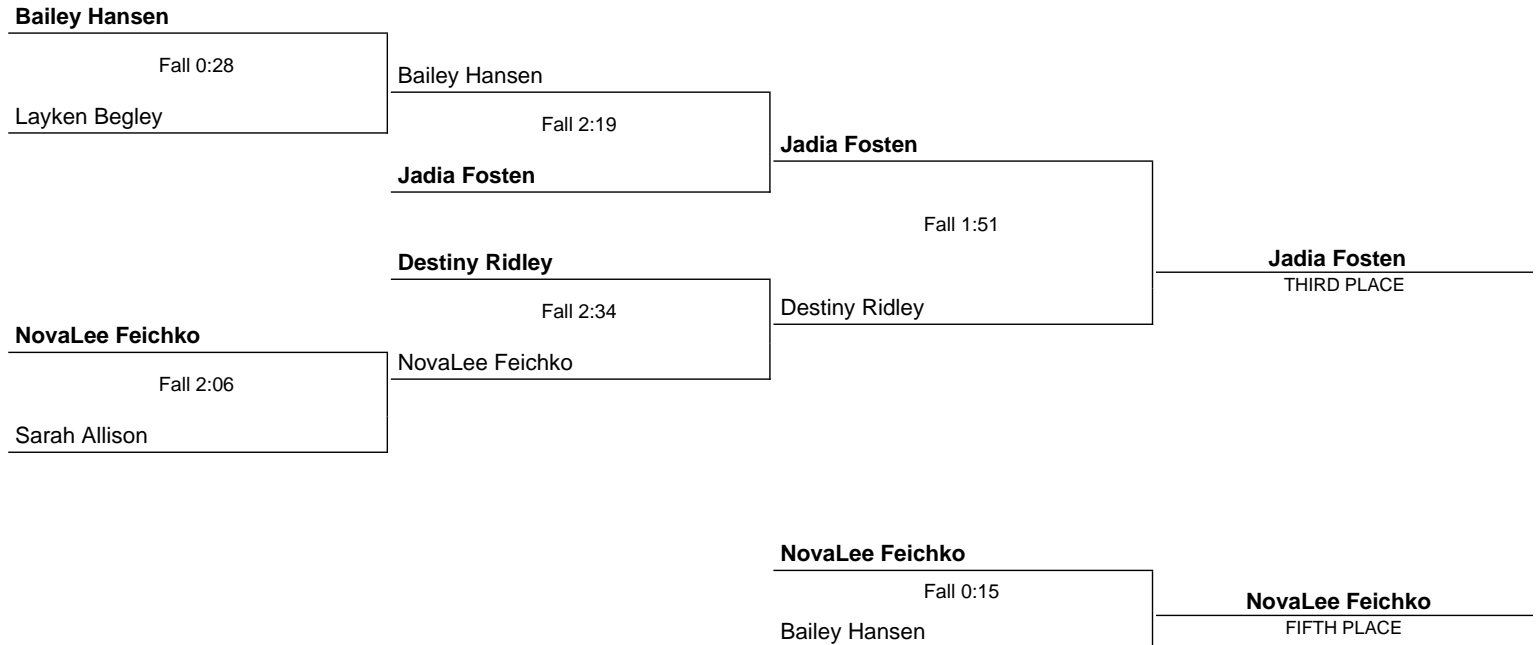 Bailey Hansen
Fall 0:28
Layken Begley
Bailey Hansen
Fall 2:19
Jadia Fosten
Jadia Fosten
Fall 1:51
Destiny Ridley
Destiny Ridley
Fall 2:34
NovaLee Feichko
NovaLee Feichko
Fall 2:06
Sarah Allison
Jadia Fosten
THIRD PLACE
NovaLee Feichko
Fall 0:15
Bailey Hansen
NovaLee Feichko
FIFTH PLACE